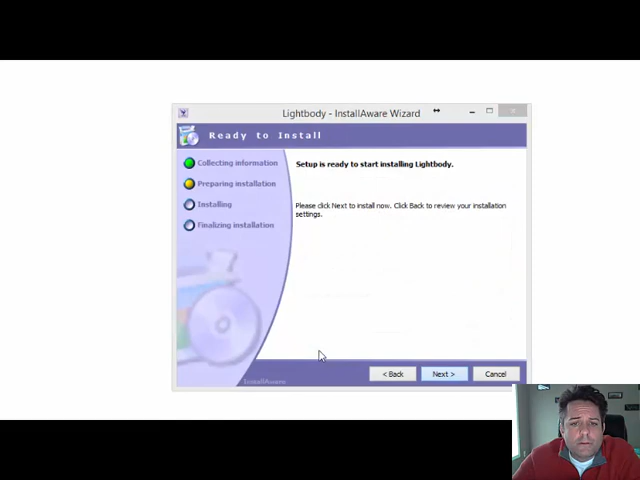 Lightbody - InstallAware Wizard
Ready to Install
Collecting information
Preparing installation
Installing
Finalizing installation
Setup is ready to start installing Lightbody.
Please click Next to install now. Click Back to review your installation
settings.
InstallAware
< Back
Next >
Cancel